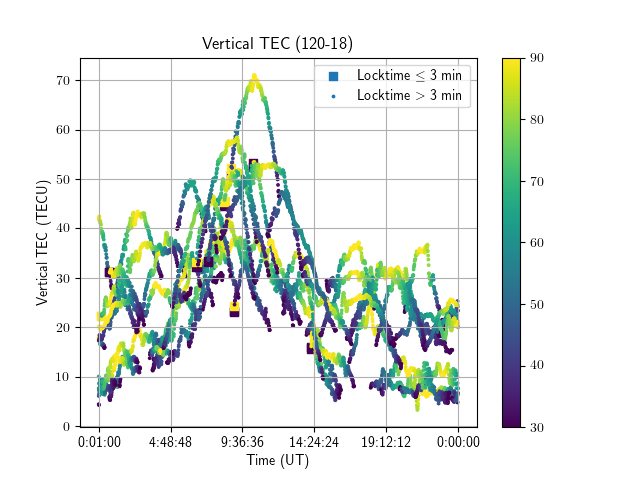 Vertical TEC (120-18)
Locktime ≤ 3 min
Locktime > 3 min
Vertical TEC (TECU)
70
60
50
40
30
20
10
0
0:01:00 4:48:48 9:36:36 14:24:24 19:12:12 0:00:00
Time (UT)
90
80
70
60
50
40
30